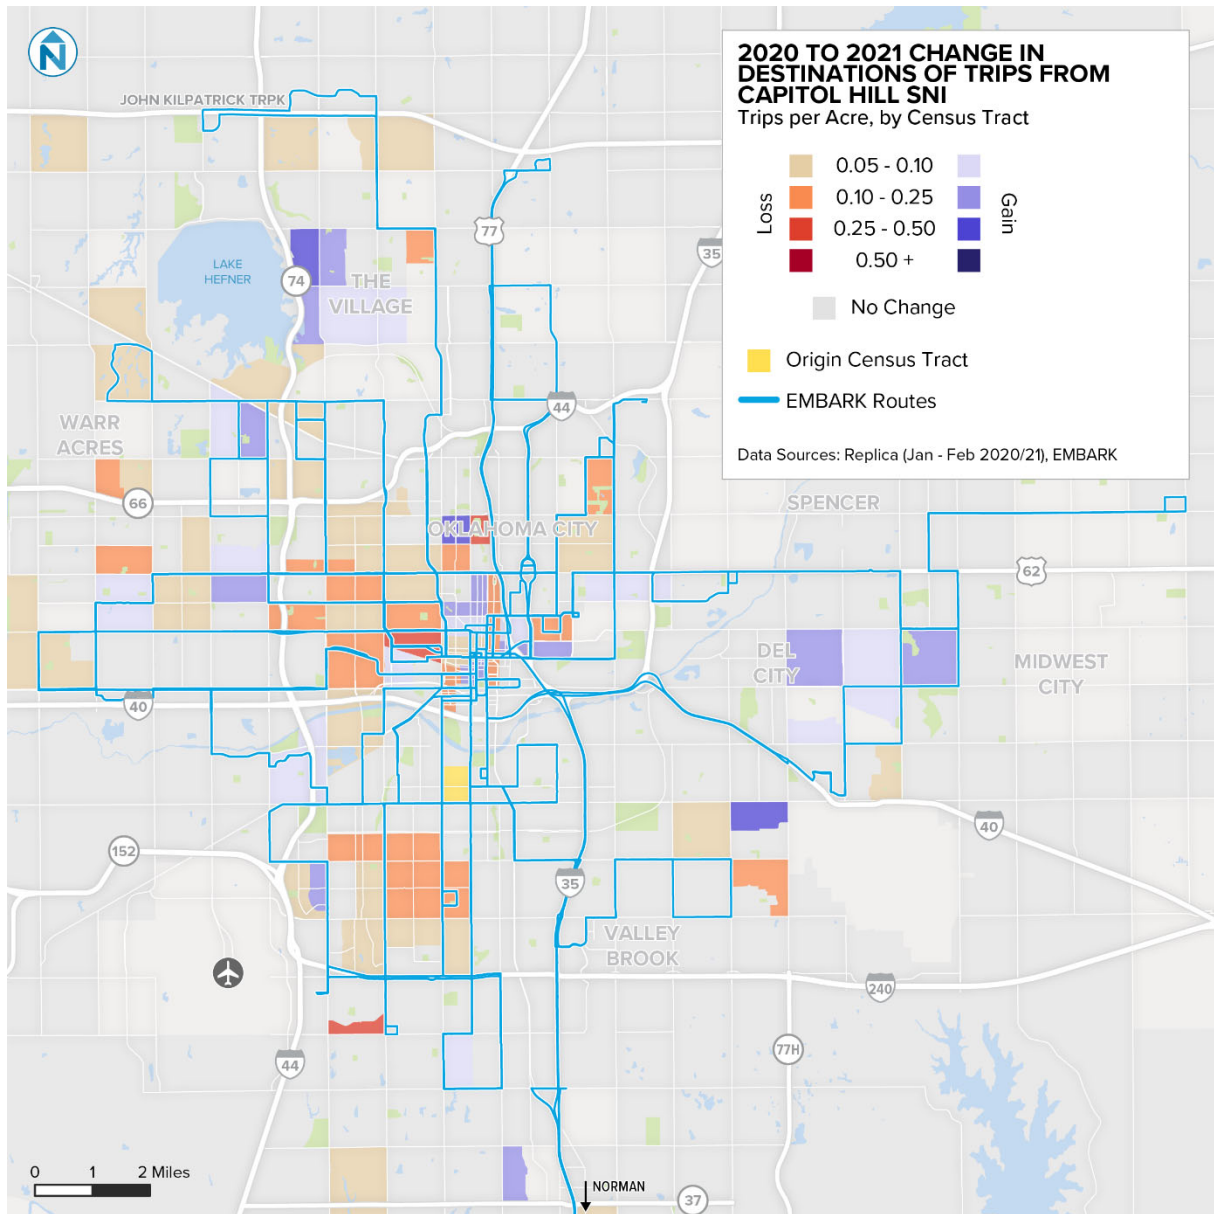 N
2020 TO 2021 CHANGE IN
DESTINATIONS OF TRIPS FROM
CAPITOL HILL SNI
Trips per Acre, by Census Tract
Loss
0.05 - 0.10
0.10 - 0.25
0.25 - 0.50
0.50 +
Gain
No Change
Origin Census Tract
EMBARK Routes
Data Sources: Replica (Jan - Feb 2020/21), EMBARK
JOHN KILPATRICK TRPK
77
35
LAKE
HEFNER
74
THE
VILLAGE
44
WARR
ACRES
66
OKLAHOMA CITY
SPENCER
62
DEL
CITY
MIDWEST
CITY
40
40
152
35
VALLEY
BROOK
240
77H
44
0 1 2 Miles
NORMAN
37